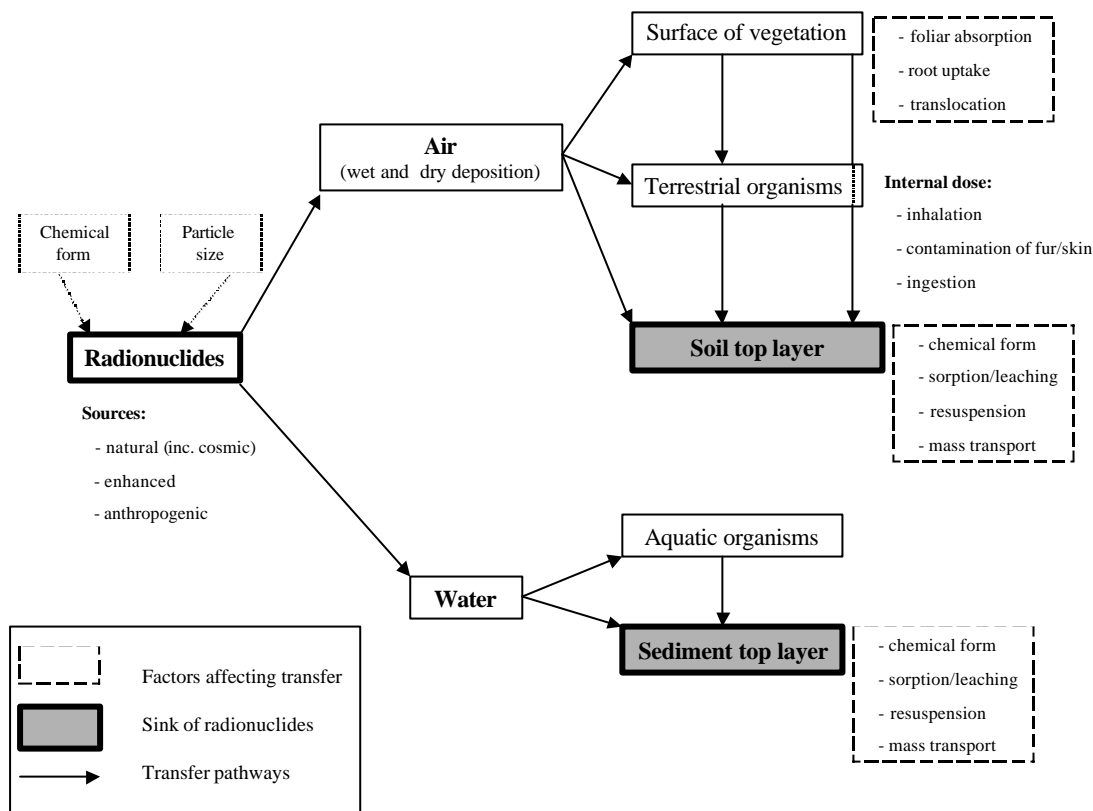 Surface of vegetation
- foliar absorption
- root uptake
- translocation
Air
(wet and dry deposition)
Terrestrial organisms
Internal dose:
- inhalation
- contamination of fur/skin
- ingestion
Chemical
form
Particle
size
Radionuclides
Soil top layer
- chemical form
- sorption/leaching
- resuspension
- mass transport
Sources:
- natural (inc. cosmic)
- enhanced
- anthropogenic
Aquatic organisms
Water
Sediment top layer
- chemical form
- sorption/leaching
- resuspension
- mass transport
Factors affecting transfer
Sink of radionuclides
Transfer pathways